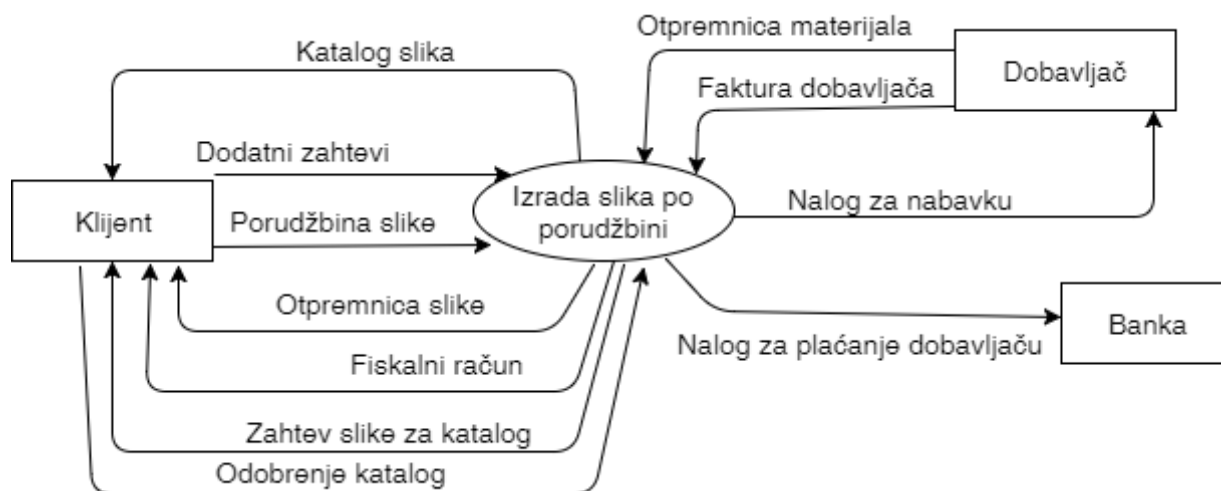 Otpremnica materijala
Katalog slika
Dobavljač
Faktura dobavljača
Dodatni zahtevi
Izrada slika po
porudžbini
Klijent
Porudžbina slike
Nalog za nabavku
Otpremnica slike
Banka
Nalog za plaćanje dobavljaču
Fiskalni račun
Zahtev slike za katalog
Odobrenje katalog